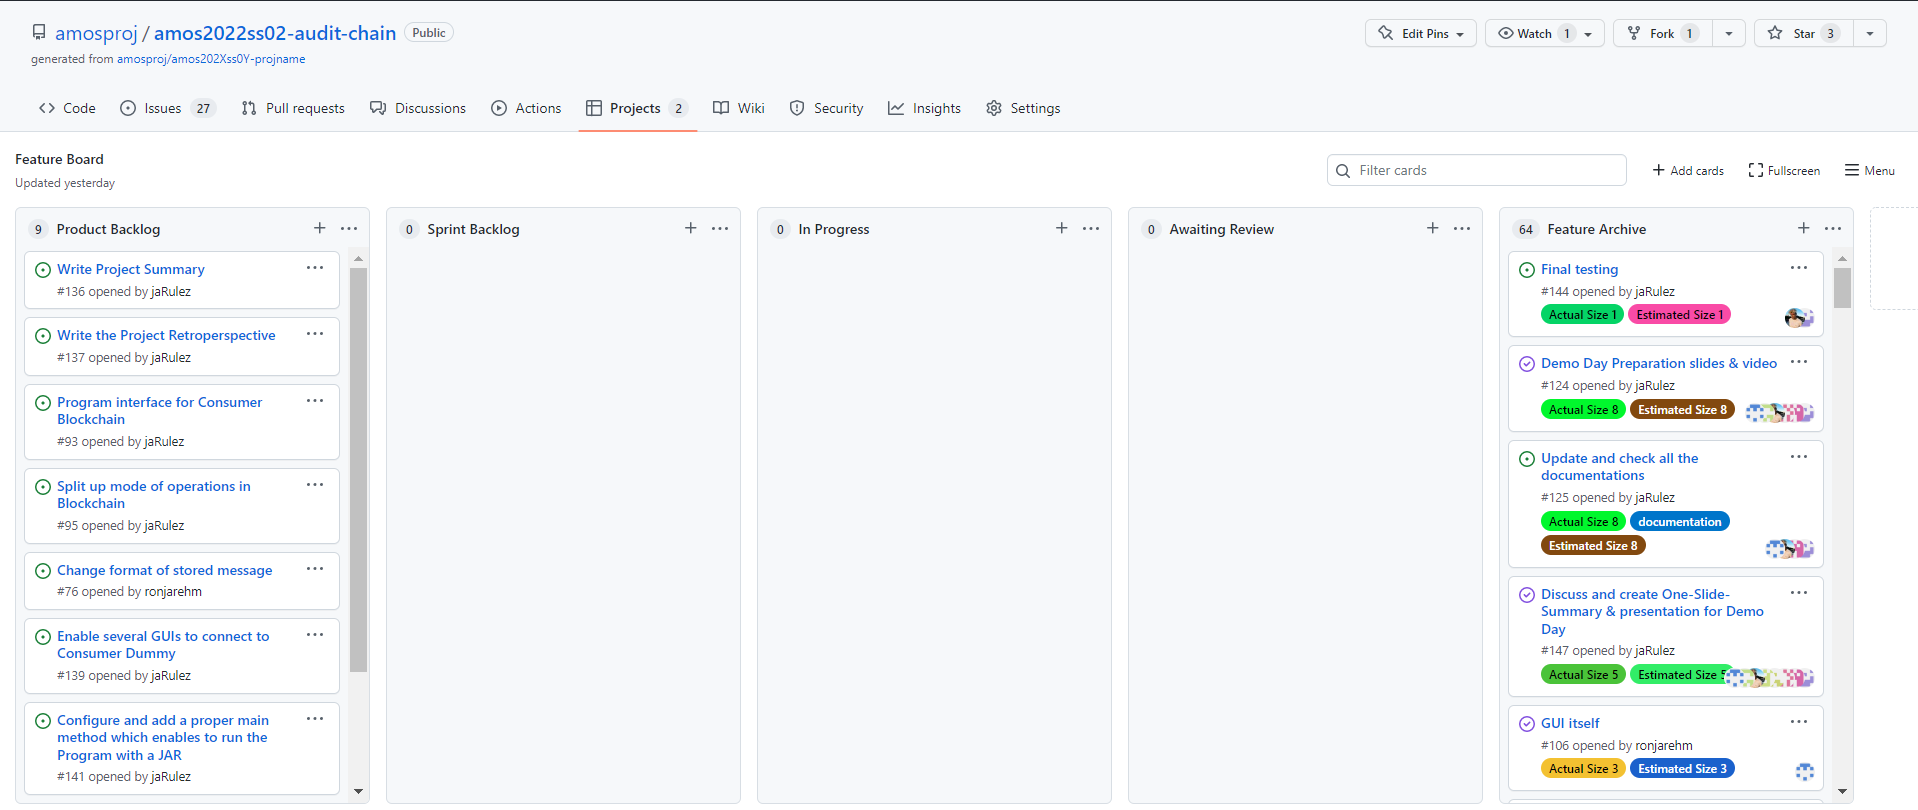 amosproj / amos2022ss02-audit-chain Public
generated from amosproj/amos202Xss0Y-projname
Edit Pins
Watch 1
Fork 1
Star 3
Code
Issues 27
Pull requests
Discussions
Actions
Projects 2
Wiki
Security
Insights
Settings
Feature Board
Updated yesterday
Filter cards
Add cards
Fullscreen
Menu
9 Product Backlog
Write Project Summary
#136 opened by jaRulez
Write the Project Retroperspective
#137 opened by jaRulez
Program interface for Consumer
Blockchain
#93 opened by jaRulez
Split up mode of operations in
Blockchain
#95 opened by jaRulez
Change format of stored message
#76 opened by ronjarehm
Enable several GUIs to connect to
Consumer Dummy
#139 opened by jaRulez
Configure and add a proper main
method which enables to run the
Program with a JAR
#141 opened by jaRulez
0 Sprint Backlog
0 In Progress
0 Awaiting Review
64 Feature Archive
Final testing
#144 opened by jaRulez
Actual Size 1 Estimated Size 1
Demo Day Preparation slides & video
#124 opened by jaRulez
Actual Size 8 Estimated Size 8
Update and check all the
documentations
#125 opened by jaRulez
Actual Size 8 documentation
Estimated Size 8
Discuss and create One-Slide-
Summary & presentation for Demo
Day
#147 opened by jaRulez
Actual Size 5 Estimated Size 5
GUI itself
#106 opened by ronjarehm
Actual Size 3 Estimated Size 3